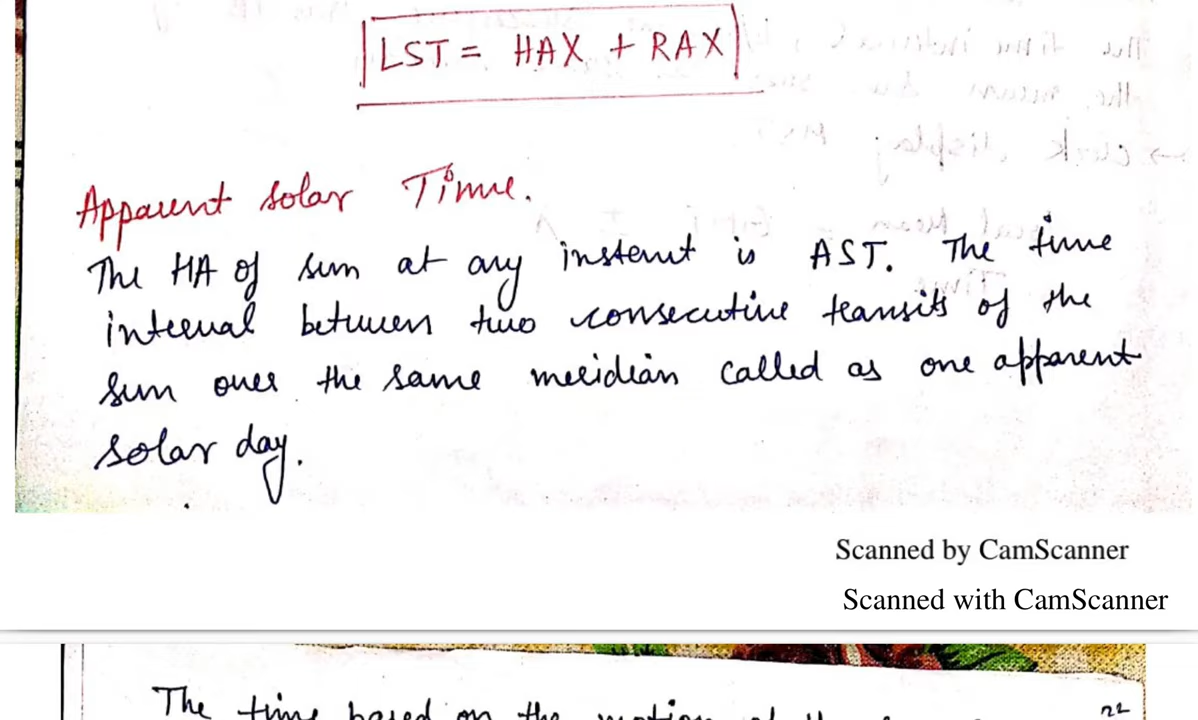 LST = HAX + RAX
Apparent Solar Time.
The HA of sun at any instant is AST. The time
interval between two consecutive transits of the
sun over the same meridian called as one apparent
solar day.
Scanned by CamScanner
Scanned with CamScanner
The time based on the